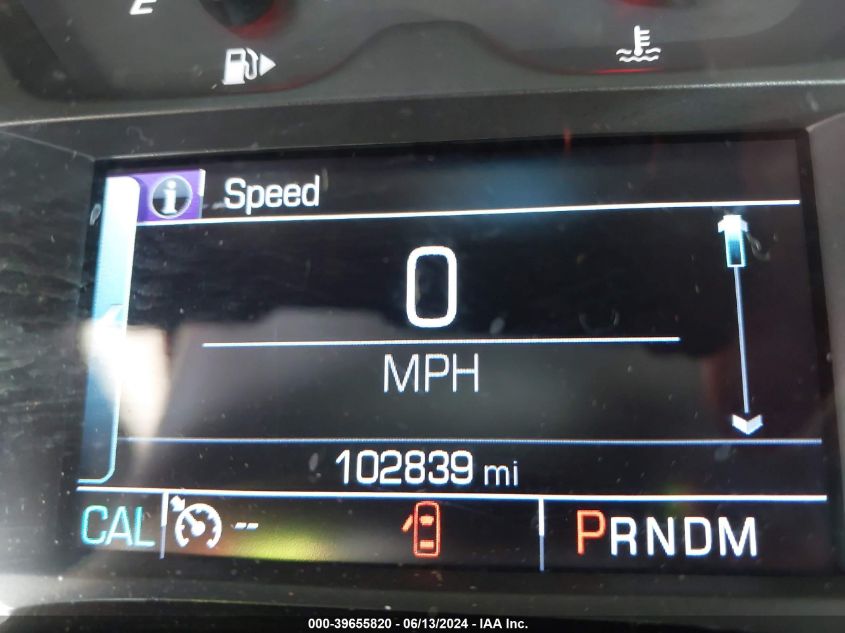 E
i Speed
0
MPH
102839 mi
CAL -- PRNDM
000-39655820 - 06/13/2024 - IAA Inc.